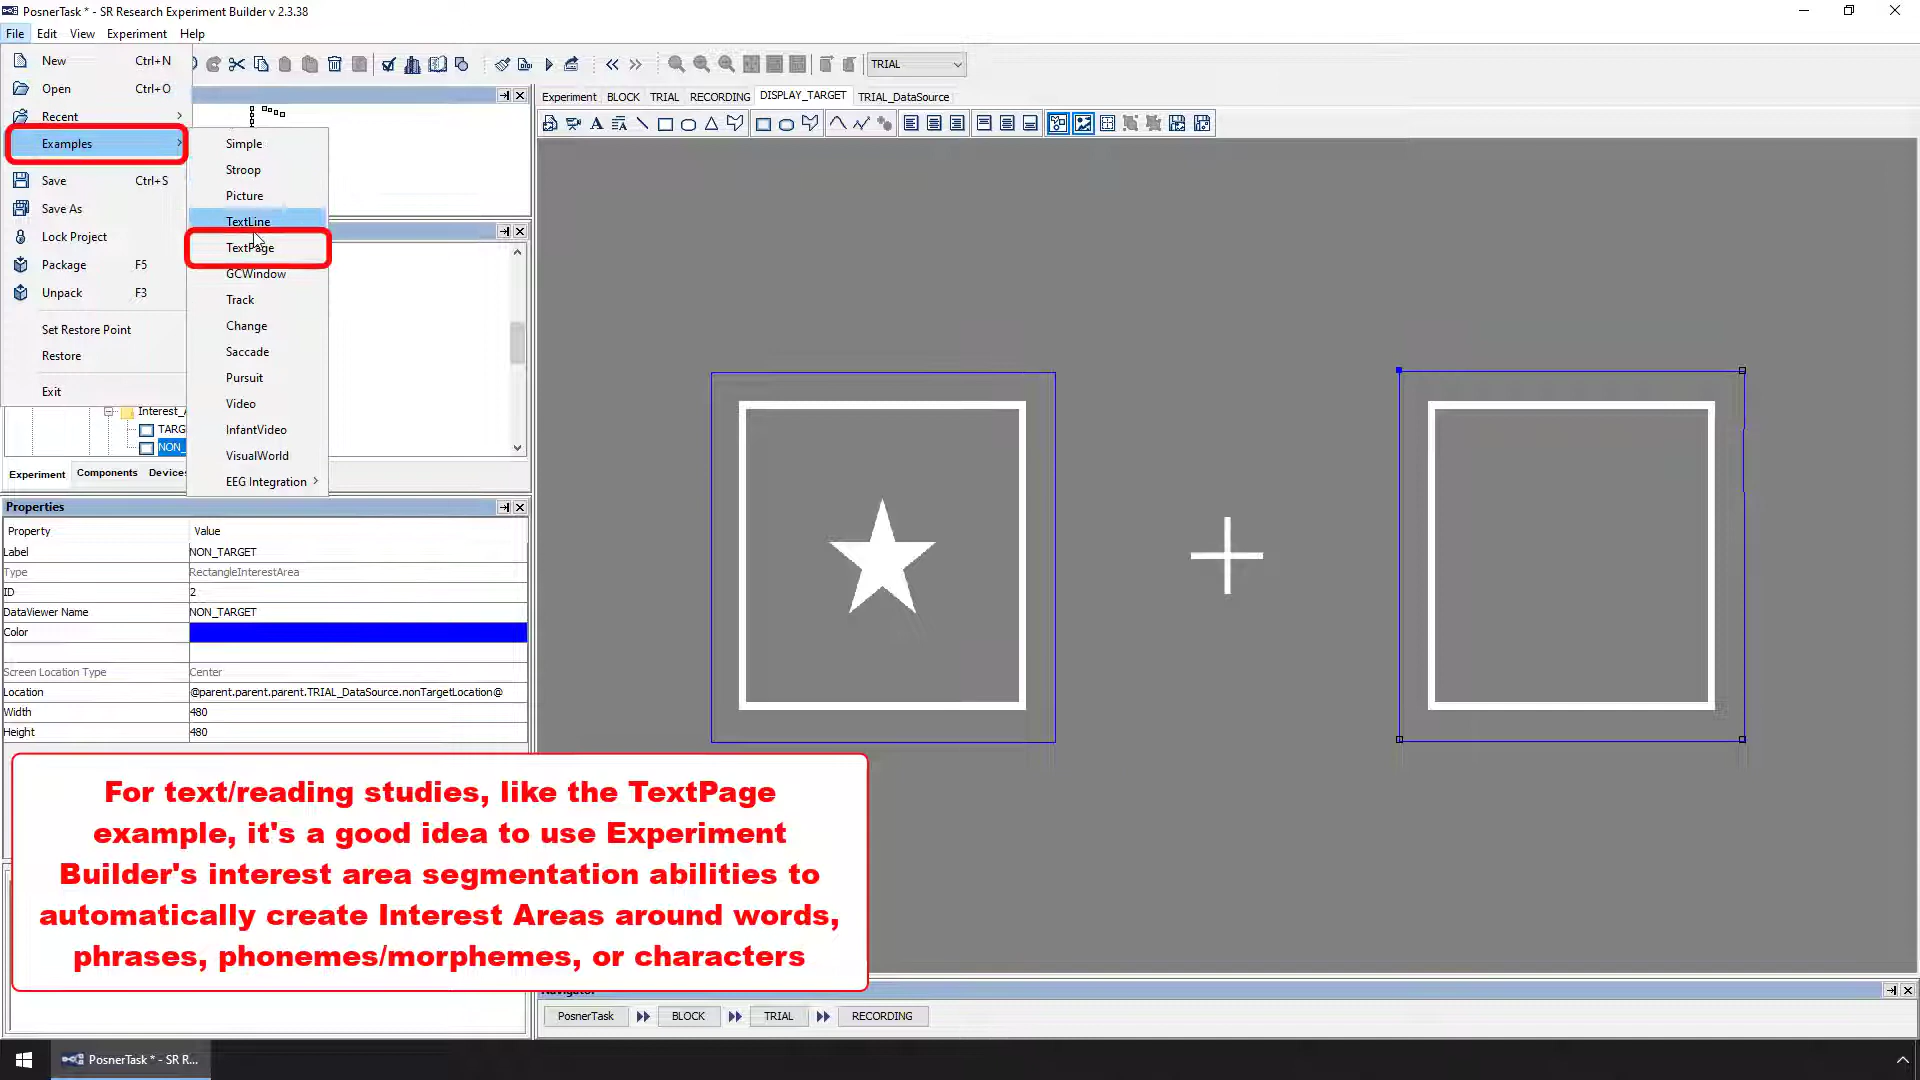 PosnerTask * - SR Research Experiment Builder v 2.3.38
File Edit View Experiment Help
New Ctrl+N
Open Ctrl+O
Recent
Examples
Save Ctrl+S
Save As
Lock Project
Package F5
Unpack F3
Set Restore Point
Restore
Exit
Simple
Stroop
Picture
TextLine
TextPage
GCWindow
Track
Change
Saccade
Pursuit
Video
InfantVideo
VisualWorld
EEG Integration
TRIAL
Experiment BLOCK TRIAL RECORDING DISPLAY_TARGET TRIAL_DataSource
Interest_A
TARG
NON_
Experiment Components Devices
Properties
Property Value
Label NON_TARGET
Type RectangleInterestArea
ID 2
DataViewer Name NON_TARGET
Color
Screen Location Type Center
Location @parent.parent.parent.TRIAL_DataSource.nonTargetLocation@
Width 480
Height 480
For text/reading studies, like the TextPage
example, it's a good idea to use Experiment
Builder's interest area segmentation abilities to
automatically create Interest Areas around words,
phrases, phonemes/morphemes, or characters
Navigator
PosnerTask BLOCK TRIAL RECORDING
PosnerTask * - SR R...